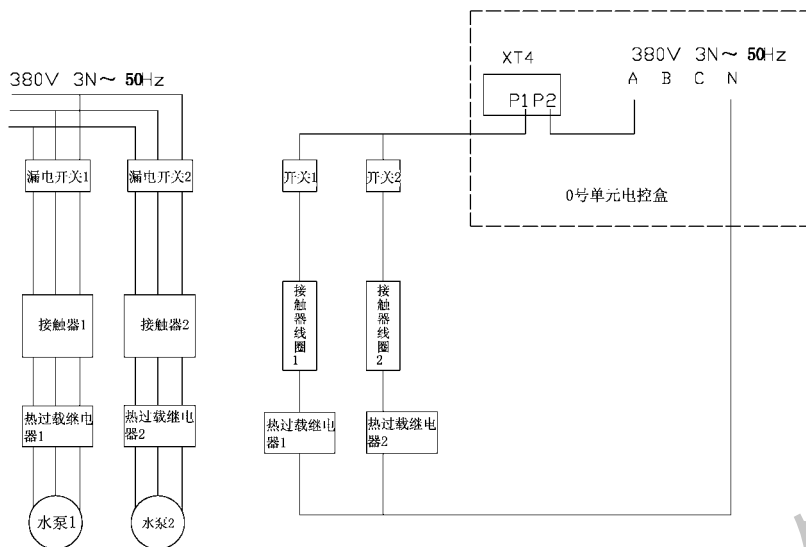 380V 3N～ 50Hz
漏电开关1
漏电开关2
接触器1
接触器2
热过载继电
器1
热过载继电
器2
水泵1
水泵2
XT4
P1 P2
380V 3N～ 50Hz
A B C N
0号单元电控盒
开关1
开关2
接触器线圈1
接触器线圈2
热过载继电
器1
热过载继电
器2